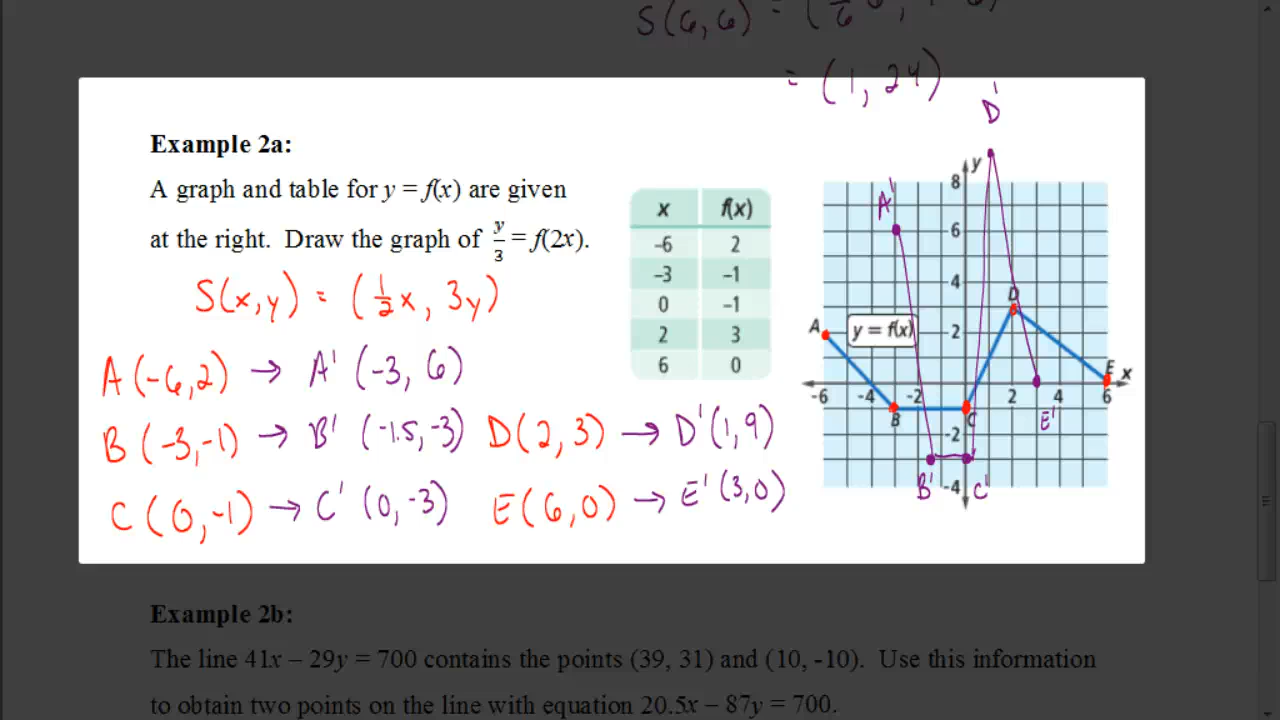 S(6,6) =
= (1, 24)
Example 2a:
A graph and table for y = f(x) are given
at the right. Draw the graph of y/3 = f(2x).
S(x,y) = (1/2x, 3y)
A(-6,2) → A' (-3, 6)
B(-3,-1) → B' (-1.5, -3)
C(0,-1) → C' (0,-3)
D(2,3) → D'(1,9)
E(6,0) → E'(3,0)
x f(x)
-6 2
-3 -1
0 -1
2 3
6 0
D'
y
8
A'
6
4
D
A
y = f(x)
2
E x
-6 -4 -2 2 4 6
B C E'
-2
B' -4 C'
Example 2b:
The line 41x – 29y = 700 contains the points (39, 31) and (10, -10). Use this information
to obtain two points on the line with equation 20.5x – 87y = 700.